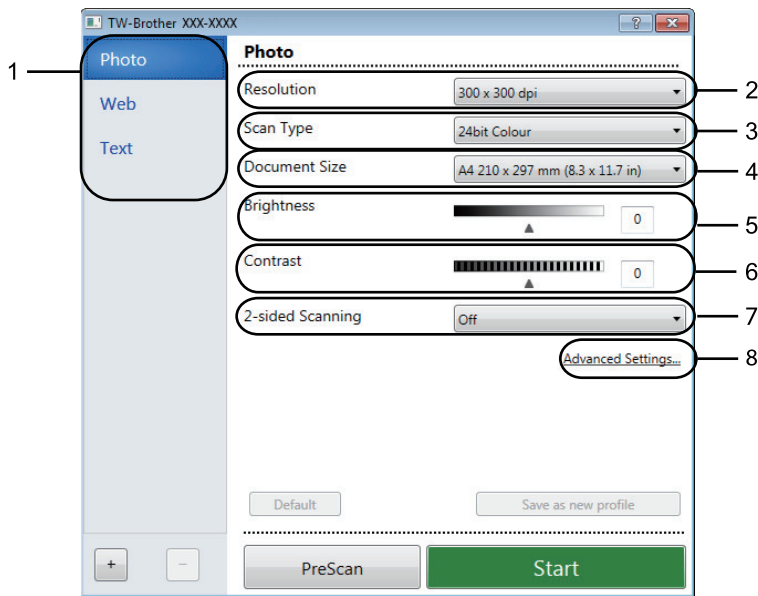 TW-Brother XXX-XXXX
?
1
Photo
Web
Text
Photo
Resolution
300 x 300 dpi
2
Scan Type
24bit Colour
3
Document Size
A4 210 x 297 mm (8.3 x 11.7 in)
4
Brightness
0
5
Contrast
0
6
2-sided Scanning
Off
7
Advanced Settings...
8
Default
Save as new profile
+
−
PreScan
Start